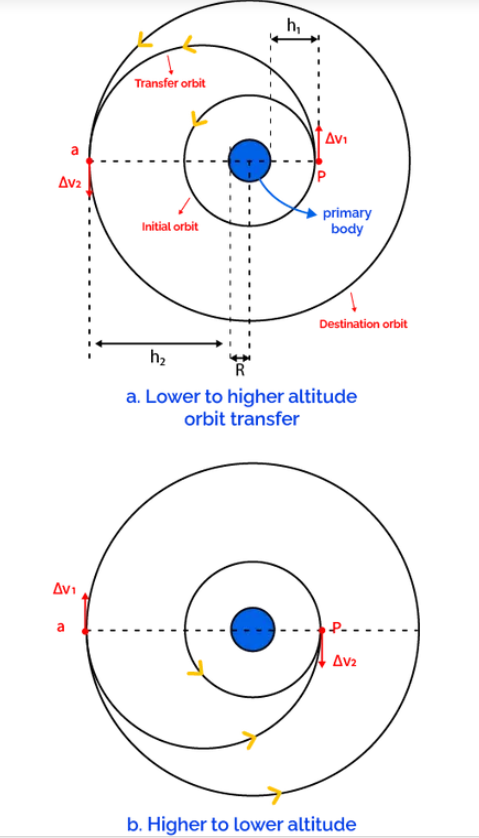 h₁
Transfer orbit
a
Δv₁
Δv₂
P
primary
body
Initial orbit
Destination orbit
h₂
R
a. Lower to higher altitude
orbit transfer
Δv₁
a
P
Δv₂
b. Higher to lower altitude